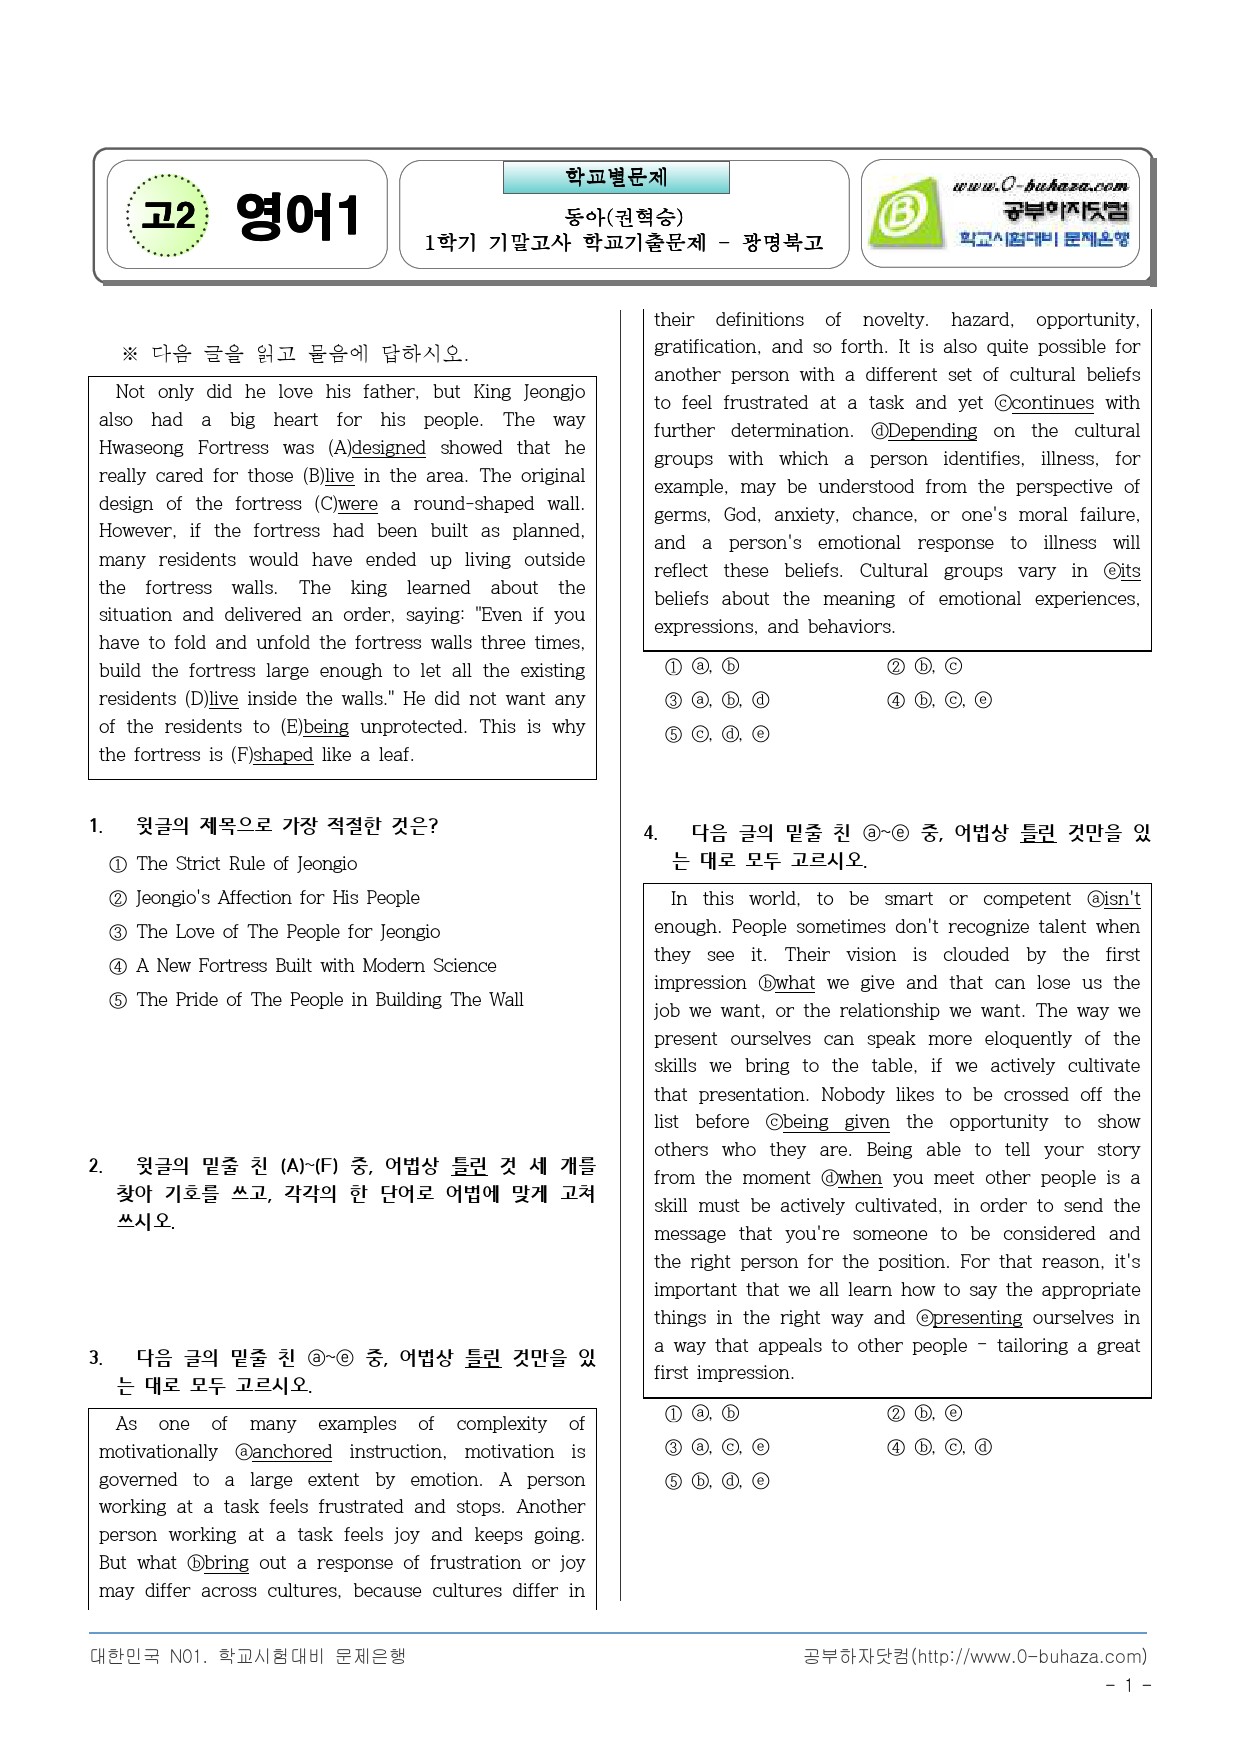 고2
영어1
학교별문제
동아(권혁승)
1학기 기말고사 학교기출문제 - 광명북고
www.0-buhaza.com
공부하자닷컴
학교시험대비 문제은행
※ 다음 글을 읽고 물음에 답하시오.
Not only did he love his father, but King Jeongjo
also had a big heart for his people. The way
Hwaseong Fortress was (A)designed showed that he
really cared for those (B)live in the area. The original
design of the fortress (C)were a round-shaped wall.
However, if the fortress had been built as planned,
many residents would have ended up living outside
the fortress walls. The king learned about the
situation and delivered an order, saying: "Even if you
have to fold and unfold the fortress walls three times,
build the fortress large enough to let all the existing
residents (D)live inside the walls." He did not want any
of the residents to (E)being unprotected. This is why
the fortress is (F)shaped like a leaf.
1. 윗글의 제목으로 가장 적절한 것은?
① The Strict Rule of Jeongio
② Jeongio's Affection for His People
③ The Love of The People for Jeongio
④ A New Fortress Built with Modern Science
⑤ The Pride of The People in Building The Wall
2. 윗글의 밑줄 친 (A)~(F) 중, 어법상 틀린 것 세 개를
찾아 기호를 쓰고, 각각의 한 단어로 어법에 맞게 고쳐
쓰시오.
3. 다음 글의 밑줄 친 ⓐ~ⓔ 중, 어법상 틀린 것만을 있
는 대로 모두 고르시오.
As one of many examples of complexity of
motivationally ⓐanchored instruction, motivation is
governed to a large extent by emotion. A person
working at a task feels frustrated and stops. Another
person working at a task feels joy and keeps going.
But what ⓑbring out a response of frustration or joy
may differ across cultures, because cultures differ in
their definitions of novelty. hazard, opportunity,
gratification, and so forth. It is also quite possible for
another person with a different set of cultural beliefs
to feel frustrated at a task and yet ⓒcontinues with
further determination. ⓓDepending on the cultural
groups with which a person identifies, illness, for
example, may be understood from the perspective of
germs, God, anxiety, chance, or one's moral failure,
and a person's emotional response to illness will
reflect these beliefs. Cultural groups vary in ⓔits
beliefs about the meaning of emotional experiences,
expressions, and behaviors.
① ⓐ, ⓑ ② ⓑ, ⓒ
③ ⓐ, ⓑ, ⓓ ④ ⓑ, ⓒ, ⓔ
⑤ ⓒ, ⓓ, ⓔ
4. 다음 글의 밑줄 친 ⓐ~ⓔ 중, 어법상 틀린 것만을 있
는 대로 모두 고르시오.
In this world, to be smart or competent ⓐisn't
enough. People sometimes don't recognize talent when
they see it. Their vision is clouded by the first
impression ⓑwhat we give and that can lose us the
job we want, or the relationship we want. The way we
present ourselves can speak more eloquently of the
skills we bring to the table, if we actively cultivate
that presentation. Nobody likes to be crossed off the
list before ⓒbeing given the opportunity to show
others who they are. Being able to tell your story
from the moment ⓓwhen you meet other people is a
skill must be actively cultivated, in order to send the
message that you're someone to be considered and
the right person for the position. For that reason, it's
important that we all learn how to say the appropriate
things in the right way and ⓔpresenting ourselves in
a way that appeals to other people - tailoring a great
first impression.
① ⓐ, ⓑ ② ⓑ, ⓔ
③ ⓐ, ⓒ, ⓔ ④ ⓑ, ⓒ, ⓓ
⑤ ⓑ, ⓓ, ⓔ
대한민국 N01. 학교시험대비 문제은행
공부하자닷컴(http://www.0-buhaza.com)
- 1 -